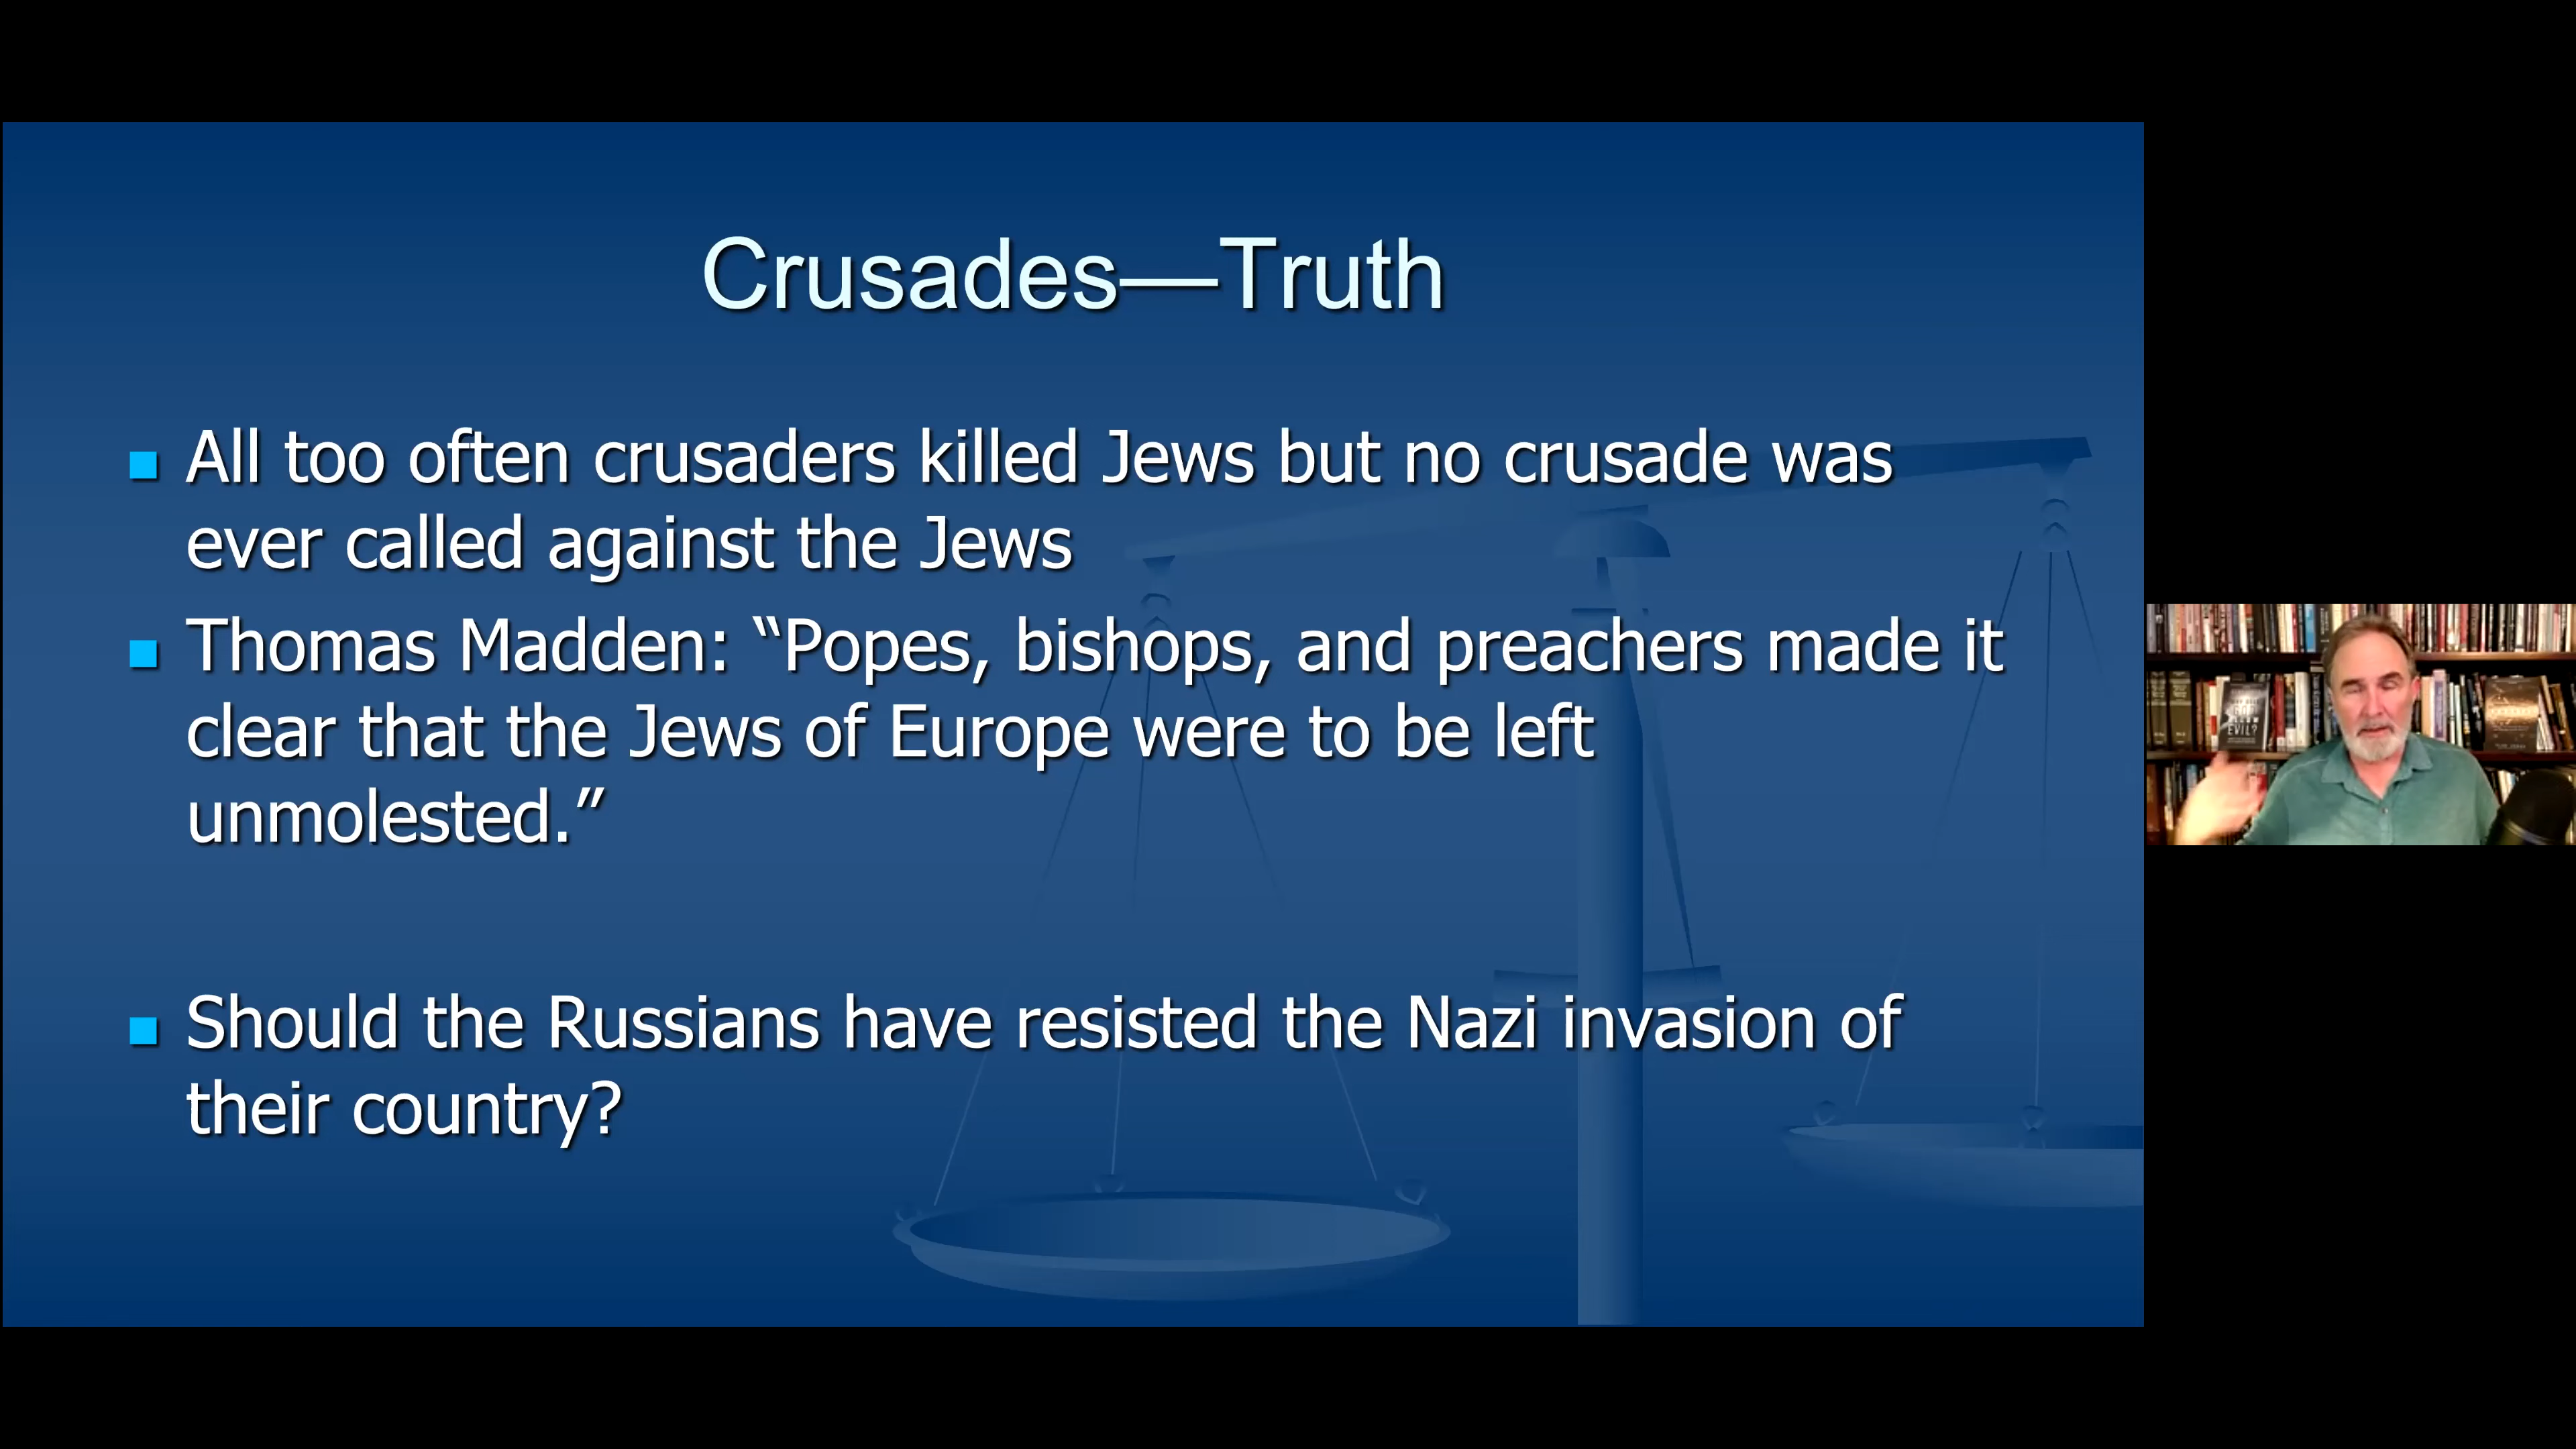 Crusades—Truth
All too often crusaders killed Jews but no crusade was
ever called against the Jews
Thomas Madden: “Popes, bishops, and preachers made it
clear that the Jews of Europe were to be left
unmolested.”
Should the Russians have resisted the Nazi invasion of
their country?
EVIL?